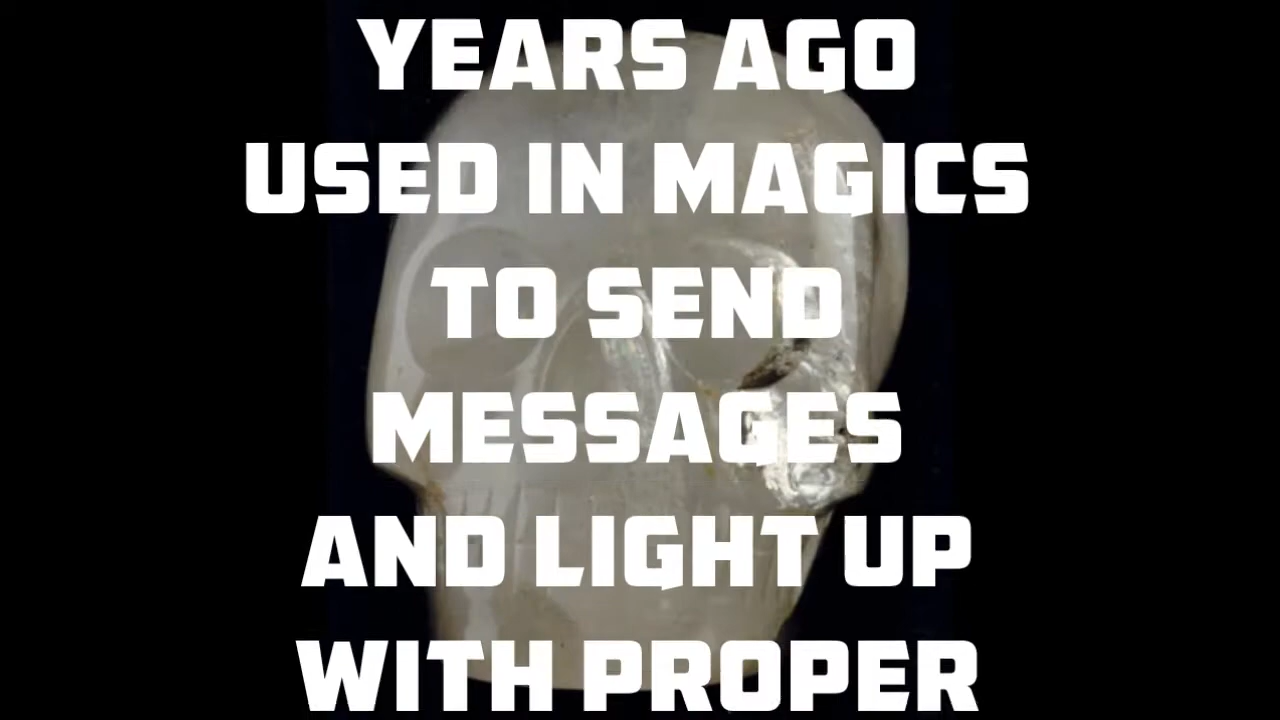 YEARS AGO
USED IN MAGICS
TO SEND
MESSAGES
AND LIGHT UP
WITH PROPER